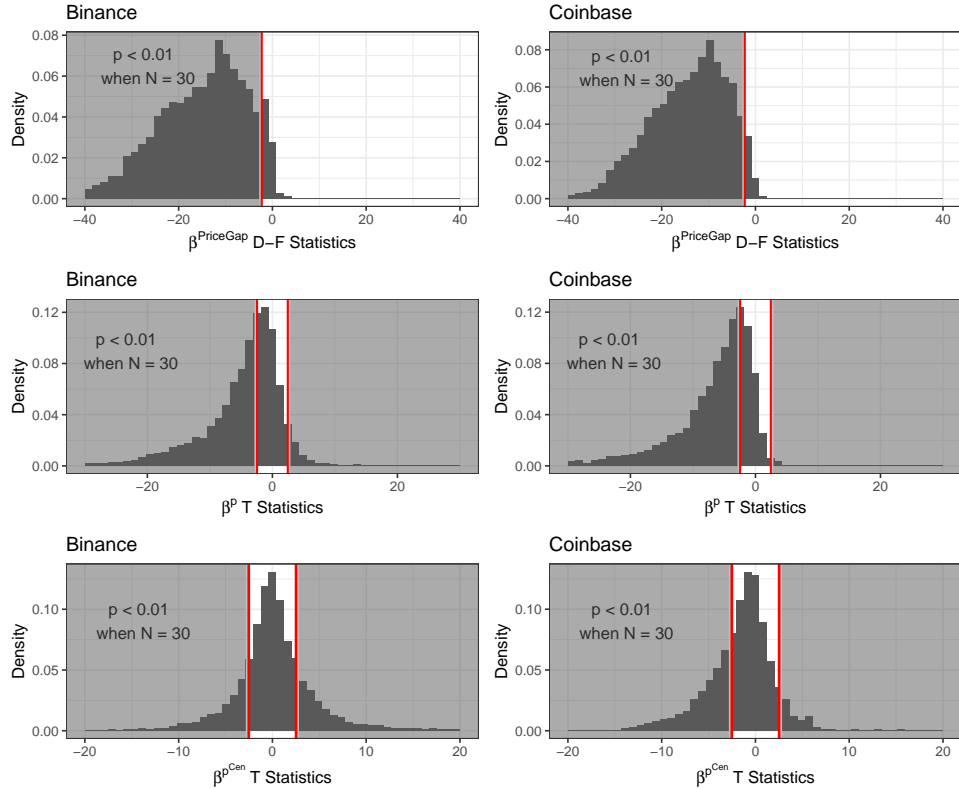 Binance
Coinbase
0.08
0.06
0.04
0.02
0.00
Density
p < 0.01
when N = 30
−40
−20
0
20
40
β^PriceGap D−F Statistics
0.08
0.06
0.04
0.02
0.00
Density
p < 0.01
when N = 30
−40
−20
0
20
40
β^PriceGap D−F Statistics
Binance
Coinbase
0.12
0.08
0.04
0.00
Density
p < 0.01
when N = 30
−20
0
20
β^p T Statistics
0.12
0.08
0.04
0.00
Density
p < 0.01
when N = 30
−20
0
20
β^p T Statistics
Binance
Coinbase
0.10
0.05
0.00
Density
p < 0.01
when N = 30
−20
−10
0
10
20
β^p^Cen T Statistics
0.10
0.05
0.00
Density
p < 0.01
when N = 30
−20
−10
0
10
20
β^p^Cen T Statistics